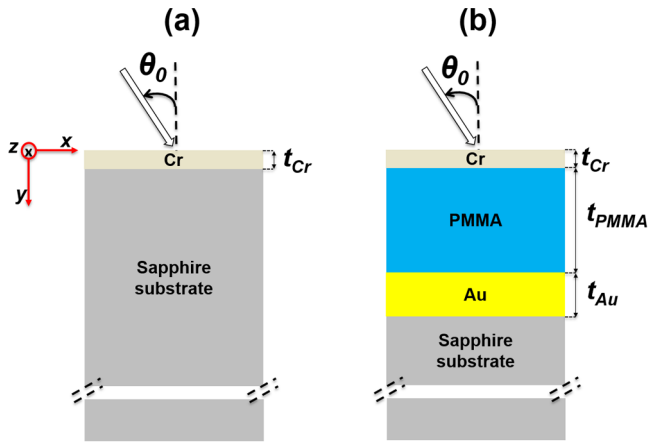 (a)
θ0
z x x
y
Cr
tCr
Sapphire
substrate
(b)
θ0
Cr
tCr
PMMA
tPMMA
Au
tAu
Sapphire
substrate